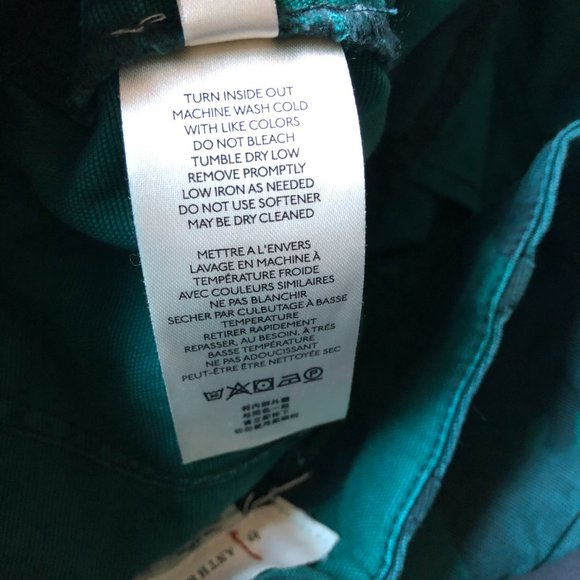 TURN INSIDE OUT
MACHINE WASH COLD
WITH LIKE COLORS
DO NOT BLEACH
TUMBLE DRY LOW
REMOVE PROMPTLY
LOW IRON AS NEEDED
DO NOT USE SOFTENER
MAY BE DRY CLEANED
METTRE A L'ENVERS
LAVAGE EN MACHINE À
TEMPÉRATURE FROIDE
AVEC COULEURS SIMILAIRES
NE PAS BLANCHIR
SECHER PAR CULBUTAGE À BASSE
TEMPERATURE
RETIRER RAPIDEMENT
REPASSER, AU BESOIN, À TRÉS
BASSE TEMPÉRATURE
NE PAS ADOUCISSANT
PEUT-ÊTRE ÊTRE NETTOYÉE SEC
ANTHR